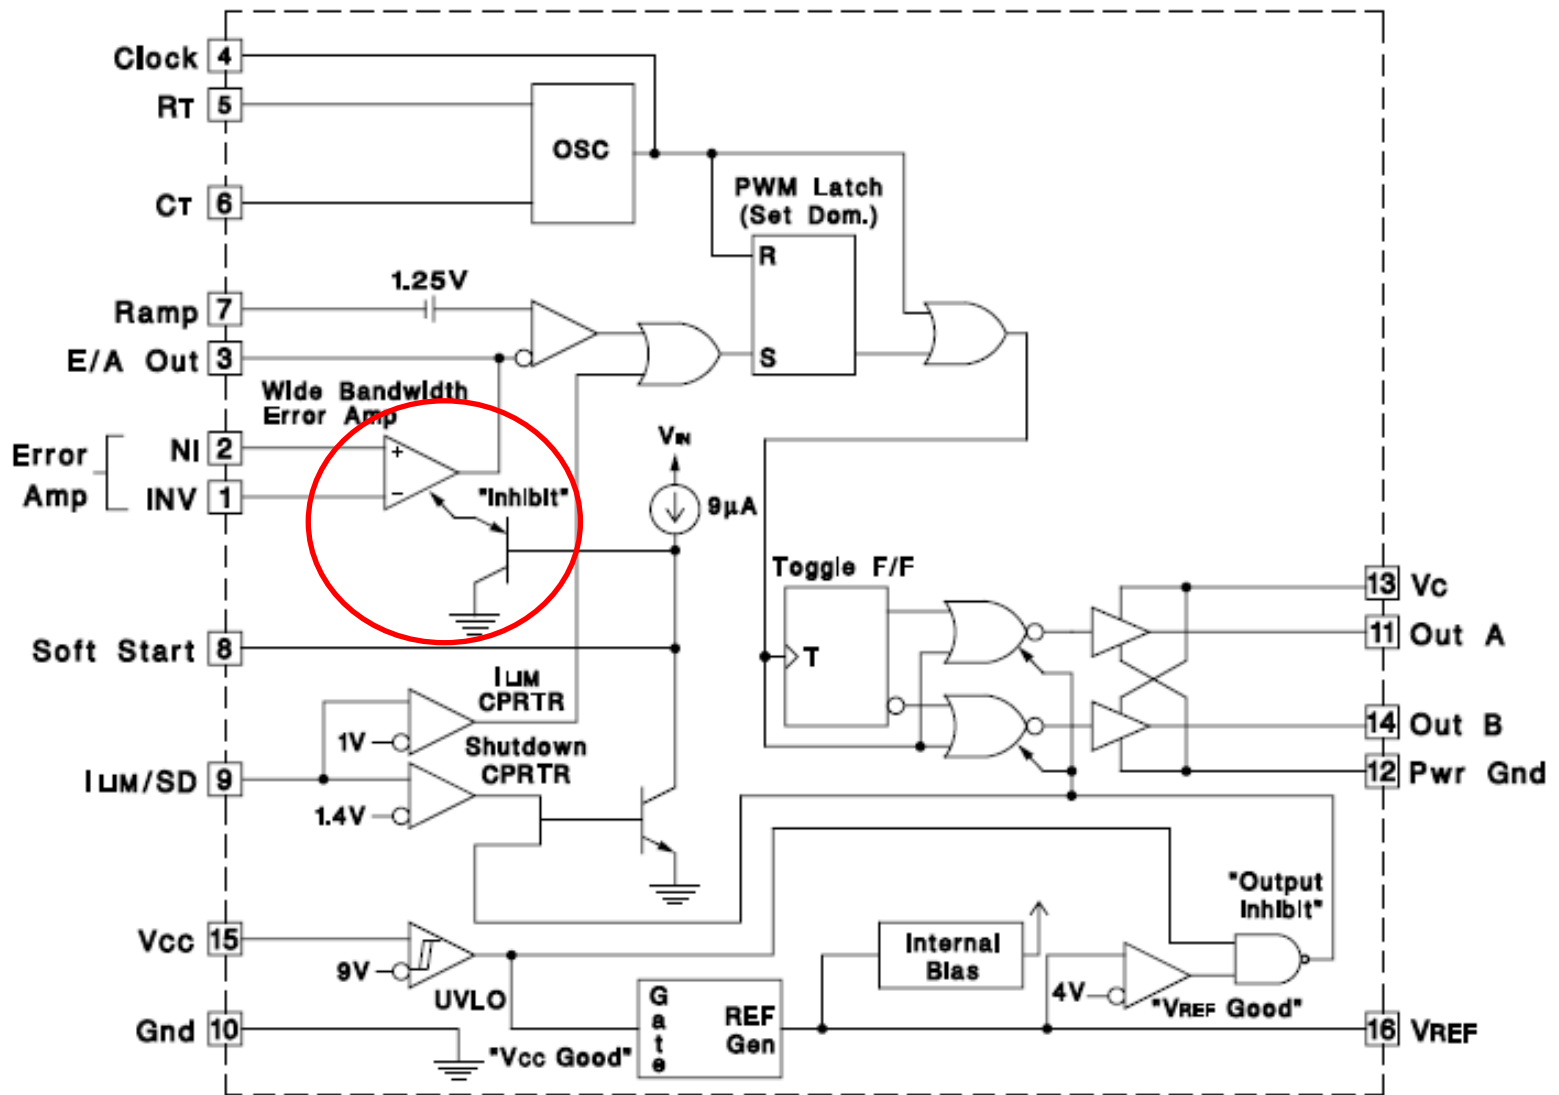 Clock 4
RT 5
OSC
CT 6
PWM Latch
(Set Dom.)
R
S
1.25V
Ramp 7
E/A Out 3
Wide Bandwidth
Error Amp
Error
Amp
NI 2
INV 1
+
−
"Inhibit"
VIN
9μA
Toggle F/F
T
13 Vc
11 Out A
14 Out B
12 Pwr Gnd
Soft Start 8
ILIM
CPRTR
1V
Shutdown
CPRTR
ILIM/SD 9
1.4V
"Output
Inhibit"
Vcc 15
9V
UVLO
Internal
Bias
4V
"VREF Good"
Gate
REF
Gen
Gnd 10
"Vcc Good"
16 VREF